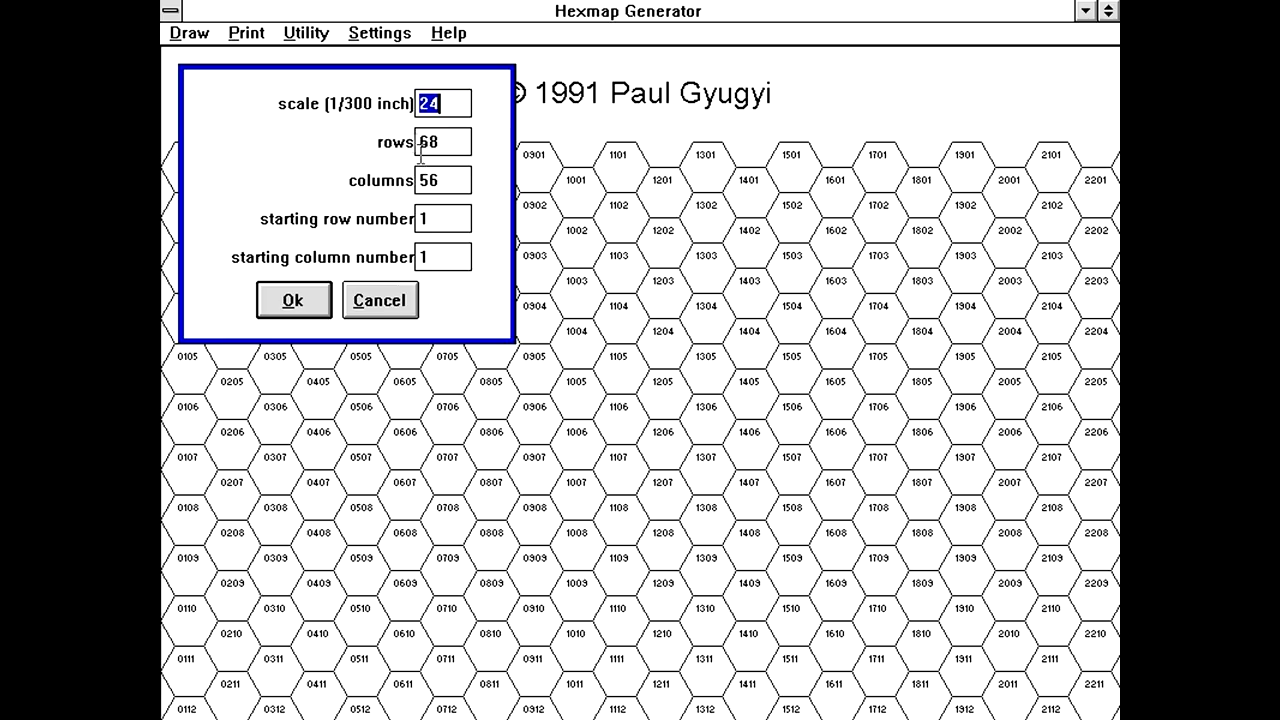 Hexmap Generator
Draw Print Utility Settings Help
© 1991 Paul Gyugyi
scale (1/300 inch) 24
rows 68
columns 56
starting row number 1
starting column number 1
Ok Cancel
0901 1101 1301 1501 1701 1901 2101
1001 1201 1401 1601 1801 2001 2201
0902 1102 1302 1502 1702 1902 2102
1002 1202 1402 1602 1802 2002 2202
0903 1103 1303 1503 1703 1903 2103
1003 1203 1403 1603 1803 2003 2203
0904 1104 1304 1504 1704 1904 2104
1004 1204 1404 1604 1804 2004 2204
0105 0305 0505 0705 0905 1105 1305 1505 1705 1905 2105
0205 0405 0605 0805 1005 1205 1405 1605 1805 2005 2205
0106 0306 0506 0706 0906 1106 1306 1506 1706 1906 2106
0206 0406 0606 0806 1006 1206 1406 1606 1806 2006 2206
0107 0307 0507 0707 0907 1107 1307 1507 1707 1907 2107
0207 0407 0607 0807 1007 1207 1407 1607 1807 2007 2207
0108 0308 0508 0708 0908 1108 1308 1508 1708 1908 2108
0208 0408 0608 0808 1008 1208 1408 1608 1808 2008 2208
0109 0309 0509 0709 0909 1109 1309 1509 1709 1909 2109
0209 0409 0609 0809 1009 1209 1409 1609 1809 2009 2209
0110 0310 0510 0710 0910 1110 1310 1510 1710 1910 2110
0210 0410 0610 0810 1010 1210 1410 1610 1810 2010 2210
0111 0311 0511 0711 0911 1111 1311 1511 1711 1911 2111
0211 0411 0611 0811 1011 1211 1411 1611 1811 2011 2211
0112 0312 0512 0712 0912 1112 1312 1512 1712 1912 2112